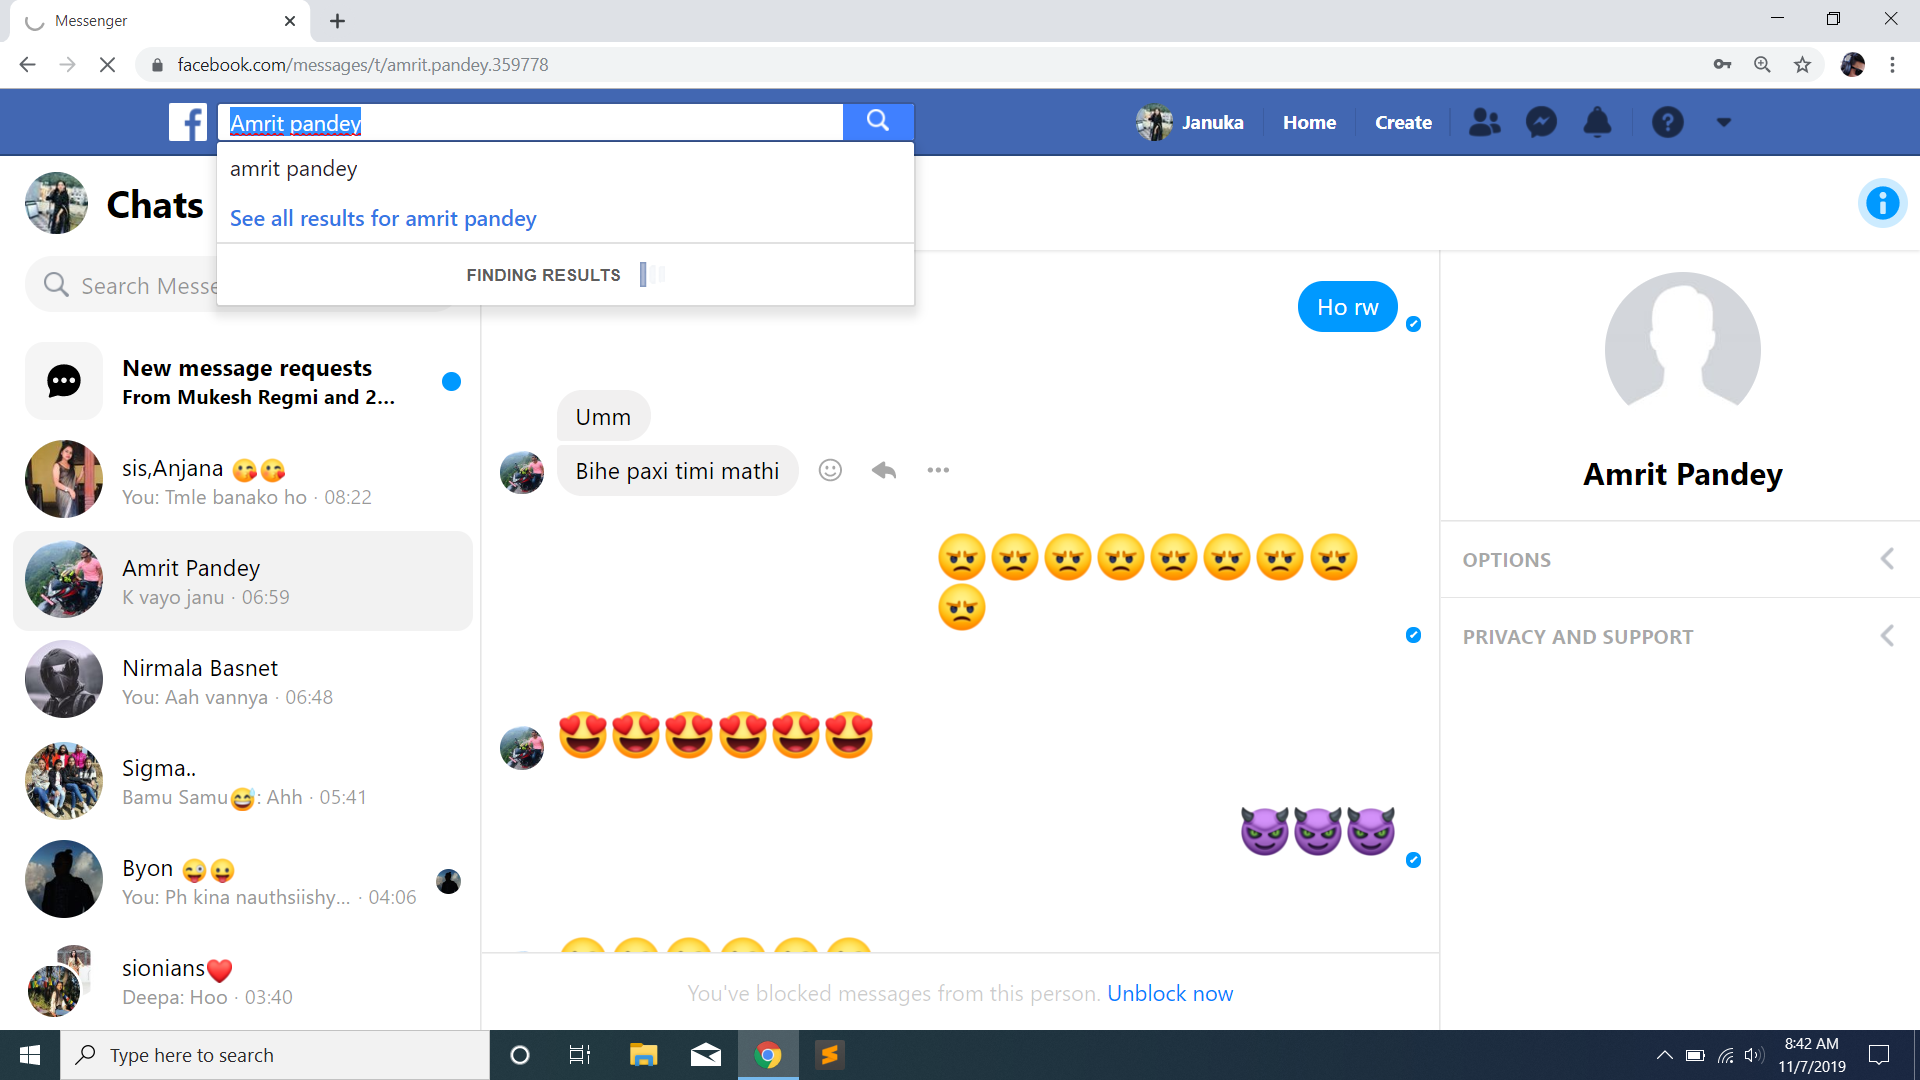 Messenger
facebook.com/messages/t/amrit.pandey.359778
Amrit pandey
Januka
Home
Create
amrit pandey
See all results for amrit pandey
FINDING RESULTS
Chats
Search Messe
New message requests
From Mukesh Regmi and 2...
sis,Anjana 😘😘
You: Tmle banako ho · 08:22
Amrit Pandey
K vayo janu · 06:59
Nirmala Basnet
You: Aah vannya · 06:48
Sigma..
Bamu Samu😅: Ahh · 05:41
Byon 😜😛
You: Ph kina nauthsiishy... · 04:06
sionians❤️
Deepa: Hoo · 03:40
Ho rw
Umm
Bihe paxi timi mathi
😠😠😠😠😠😠😠😠
😠
😍😍😍😍😍😍
😈😈😈
You've blocked messages from this person. Unblock now
Amrit Pandey
OPTIONS
PRIVACY AND SUPPORT
Type here to search
8:42 AM
11/7/2019